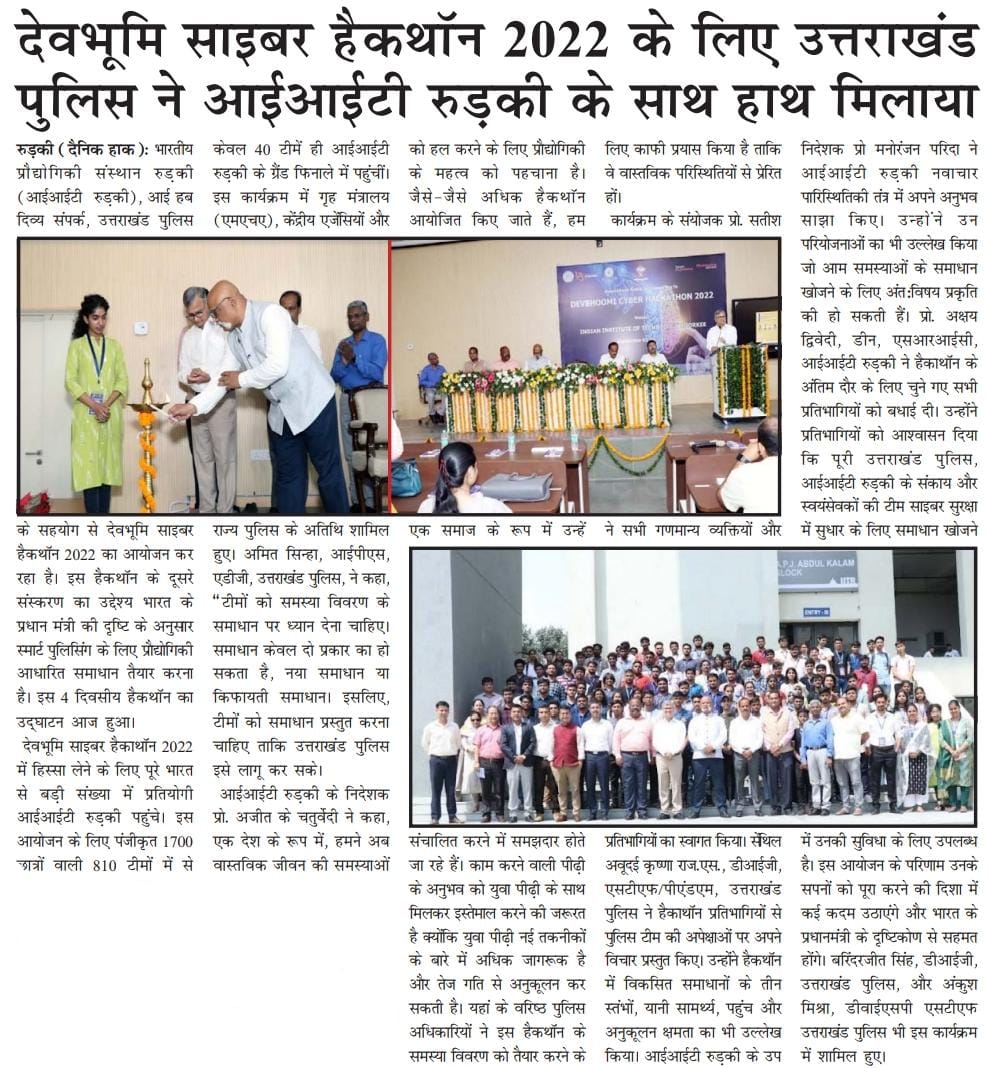 देवभूमि साइबर हैकथॉन 2022 के लिए उत्तराखंड
पुलिस ने आईआईटी रुड़की के साथ हाथ मिलाया
रुड़की ( दैनिक हाक ): भारतीय
प्रौद्योगिकी संस्थान रुड़की
(आईआईटी रुड़की), आई हब
दिव्य संपर्क, उत्तराखंड पुलिस
के सहयोग से देवभूमि साइबर
हैकथॉन 2022 का आयोजन कर
रहा है। इस हैकथॉन के दूसरे
संस्करण का उद्देश्य भारत के
प्रधान मंत्री की दृष्टि के अनुसार
स्मार्ट पुलिसिंग के लिए प्रौद्योगिकी
आधारित समाधान तैयार करना
है। इस 4 दिवसीय हैकथॉन का
उद्घाटन आज हुआ।
देवभूमि साइबर हैकाथॉन 2022
में हिस्सा लेने के लिए पूरे भारत
से बड़ी संख्या में प्रतियोगी
आईआईटी रुड़की पहुंचे। इस
आयोजन के लिए पंजीकृत 1700
छात्रों वाली 810 टीमों में से
केवल 40 टीमें ही आईआईटी
रुड़की के ग्रैंड फिनाले में पहुंचीं।
इस कार्यक्रम में गृह मंत्रालय
(एमएचए), केंद्रीय एजेंसियों और
राज्य पुलिस के अतिथि शामिल
हुए। अमित सिन्हा, आईपीएस,
एडीजी, उत्तराखंड पुलिस, ने कहा,
“टीमों को समस्या विवरण के
समाधान पर ध्यान देना चाहिए।
समाधान केवल दो प्रकार का हो
सकता है, नया समाधान या
किफायती समाधान। इसलिए,
टीमों को समाधान प्रस्तुत करना
चाहिए ताकि उत्तराखंड पुलिस
इसे लागू कर सके।
आईआईटी रुड़की के निदेशक
प्रो. अजीत के चतुर्वेदी ने कहा,
एक देश के रूप में, हमने अब
वास्तविक जीवन की समस्याओं
को हल करने के लिए प्रौद्योगिकी
के महत्व को पहचाना है।
जैसे-जैसे अधिक हैकथॉन
आयोजित किए जाते हैं, हम
एक समाज के रूप में उन्हें
संचालित करने में समझदार होते
जा रहे हैं। काम करने वाली पीढ़ी
के अनुभव को युवा पीढ़ी के साथ
मिलकर इस्तेमाल करने की जरूरत
है क्योंकि युवा पीढ़ी नई तकनीकों
के बारे में अधिक जागरूक है
और तेज गति से अनुकूलन कर
सकती है। यहां के वरिष्ठ पुलिस
अधिकारियों ने इस हैकथॉन के
समस्या विवरण को तैयार करने के
लिए काफी प्रयास किया है ताकि
वे वास्तविक परिस्थितियों से प्रेरित
हों।
कार्यक्रम के संयोजक प्रो. सतीश
ने सभी गणमान्य व्यक्तियों और
प्रतिभागियों का स्वागत किया। सेंथिल
अवूदई कृष्णा राज.एस., डीआईजी,
एसटीएफ/पीएंडएम, उत्तराखंड
पुलिस ने हैकाथॉन प्रतिभागियों से
पुलिस टीम की अपेक्षाओं पर अपने
विचार प्रस्तुत किए। उन्होंने हैकथॉन
में विकसित समाधानों के तीन
स्तंभों, यानी सामर्थ्य, पहुंच और
अनुकूलन क्षमता का भी उल्लेख
किया। आईआईटी रुड़की के उप
निदेशक प्रो मनोरंजन परिदा ने
आईआईटी रुड़की नवाचार
पारिस्थितिकी तंत्र में अपने अनुभव
साझा किए। उन्होंने उन
परियोजनाओं का भी उल्लेख किया
जो आम समस्याओं के समाधान
खोजने के लिए अंत:विषय प्रकृति
की हो सकती हैं। प्रो. अक्षय
द्विवेदी, डीन, एसआरआईसी,
आईआईटी रुड़की ने हैकाथॉन के
अंतिम दौर के लिए चुने गए सभी
प्रतिभागियों को बधाई दी। उन्होंने
प्रतिभागियों को आश्वासन दिया
कि पूरी उत्तराखंड पुलिस,
आईआईटी रुड़की के संकाय और
स्वयंसेवकों की टीम साइबर सुरक्षा
में सुधार के लिए समाधान खोजने
में उनकी सुविधा के लिए उपलब्ध
है। इस आयोजन के परिणाम उनके
सपनों को पूरा करने की दिशा में
कई कदम उठाएंगे और भारत के
प्रधानमंत्री के दृष्टिकोण से सहमत
होंगे। बरिंदरजीत सिंह, डीआईजी,
उत्तराखंड पुलिस, और अंकुश
मिश्रा, डीवाईएसपी एसटीएफ
उत्तराखंड पुलिस भी इस कार्यक्रम
में शामिल हुए।
DEVBHOOMI CYBER HACKATHON 2022
INDIAN INSTITUTE OF
A.P.J. ABDUL KALAM
BLOCK
IITR
ENTRY - III